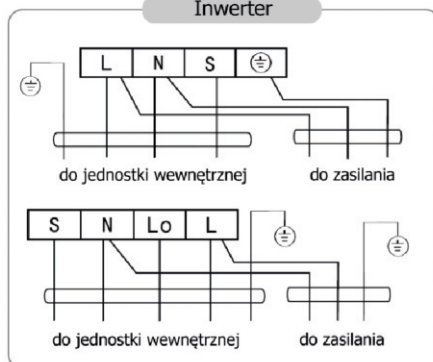 Inwerter
L N S
do jednostki wewnętrznej do zasilania
S N Lo L
do jednostki wewnętrznej do zasilania